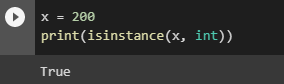 x = 200
print(isinstance(x, int))
True